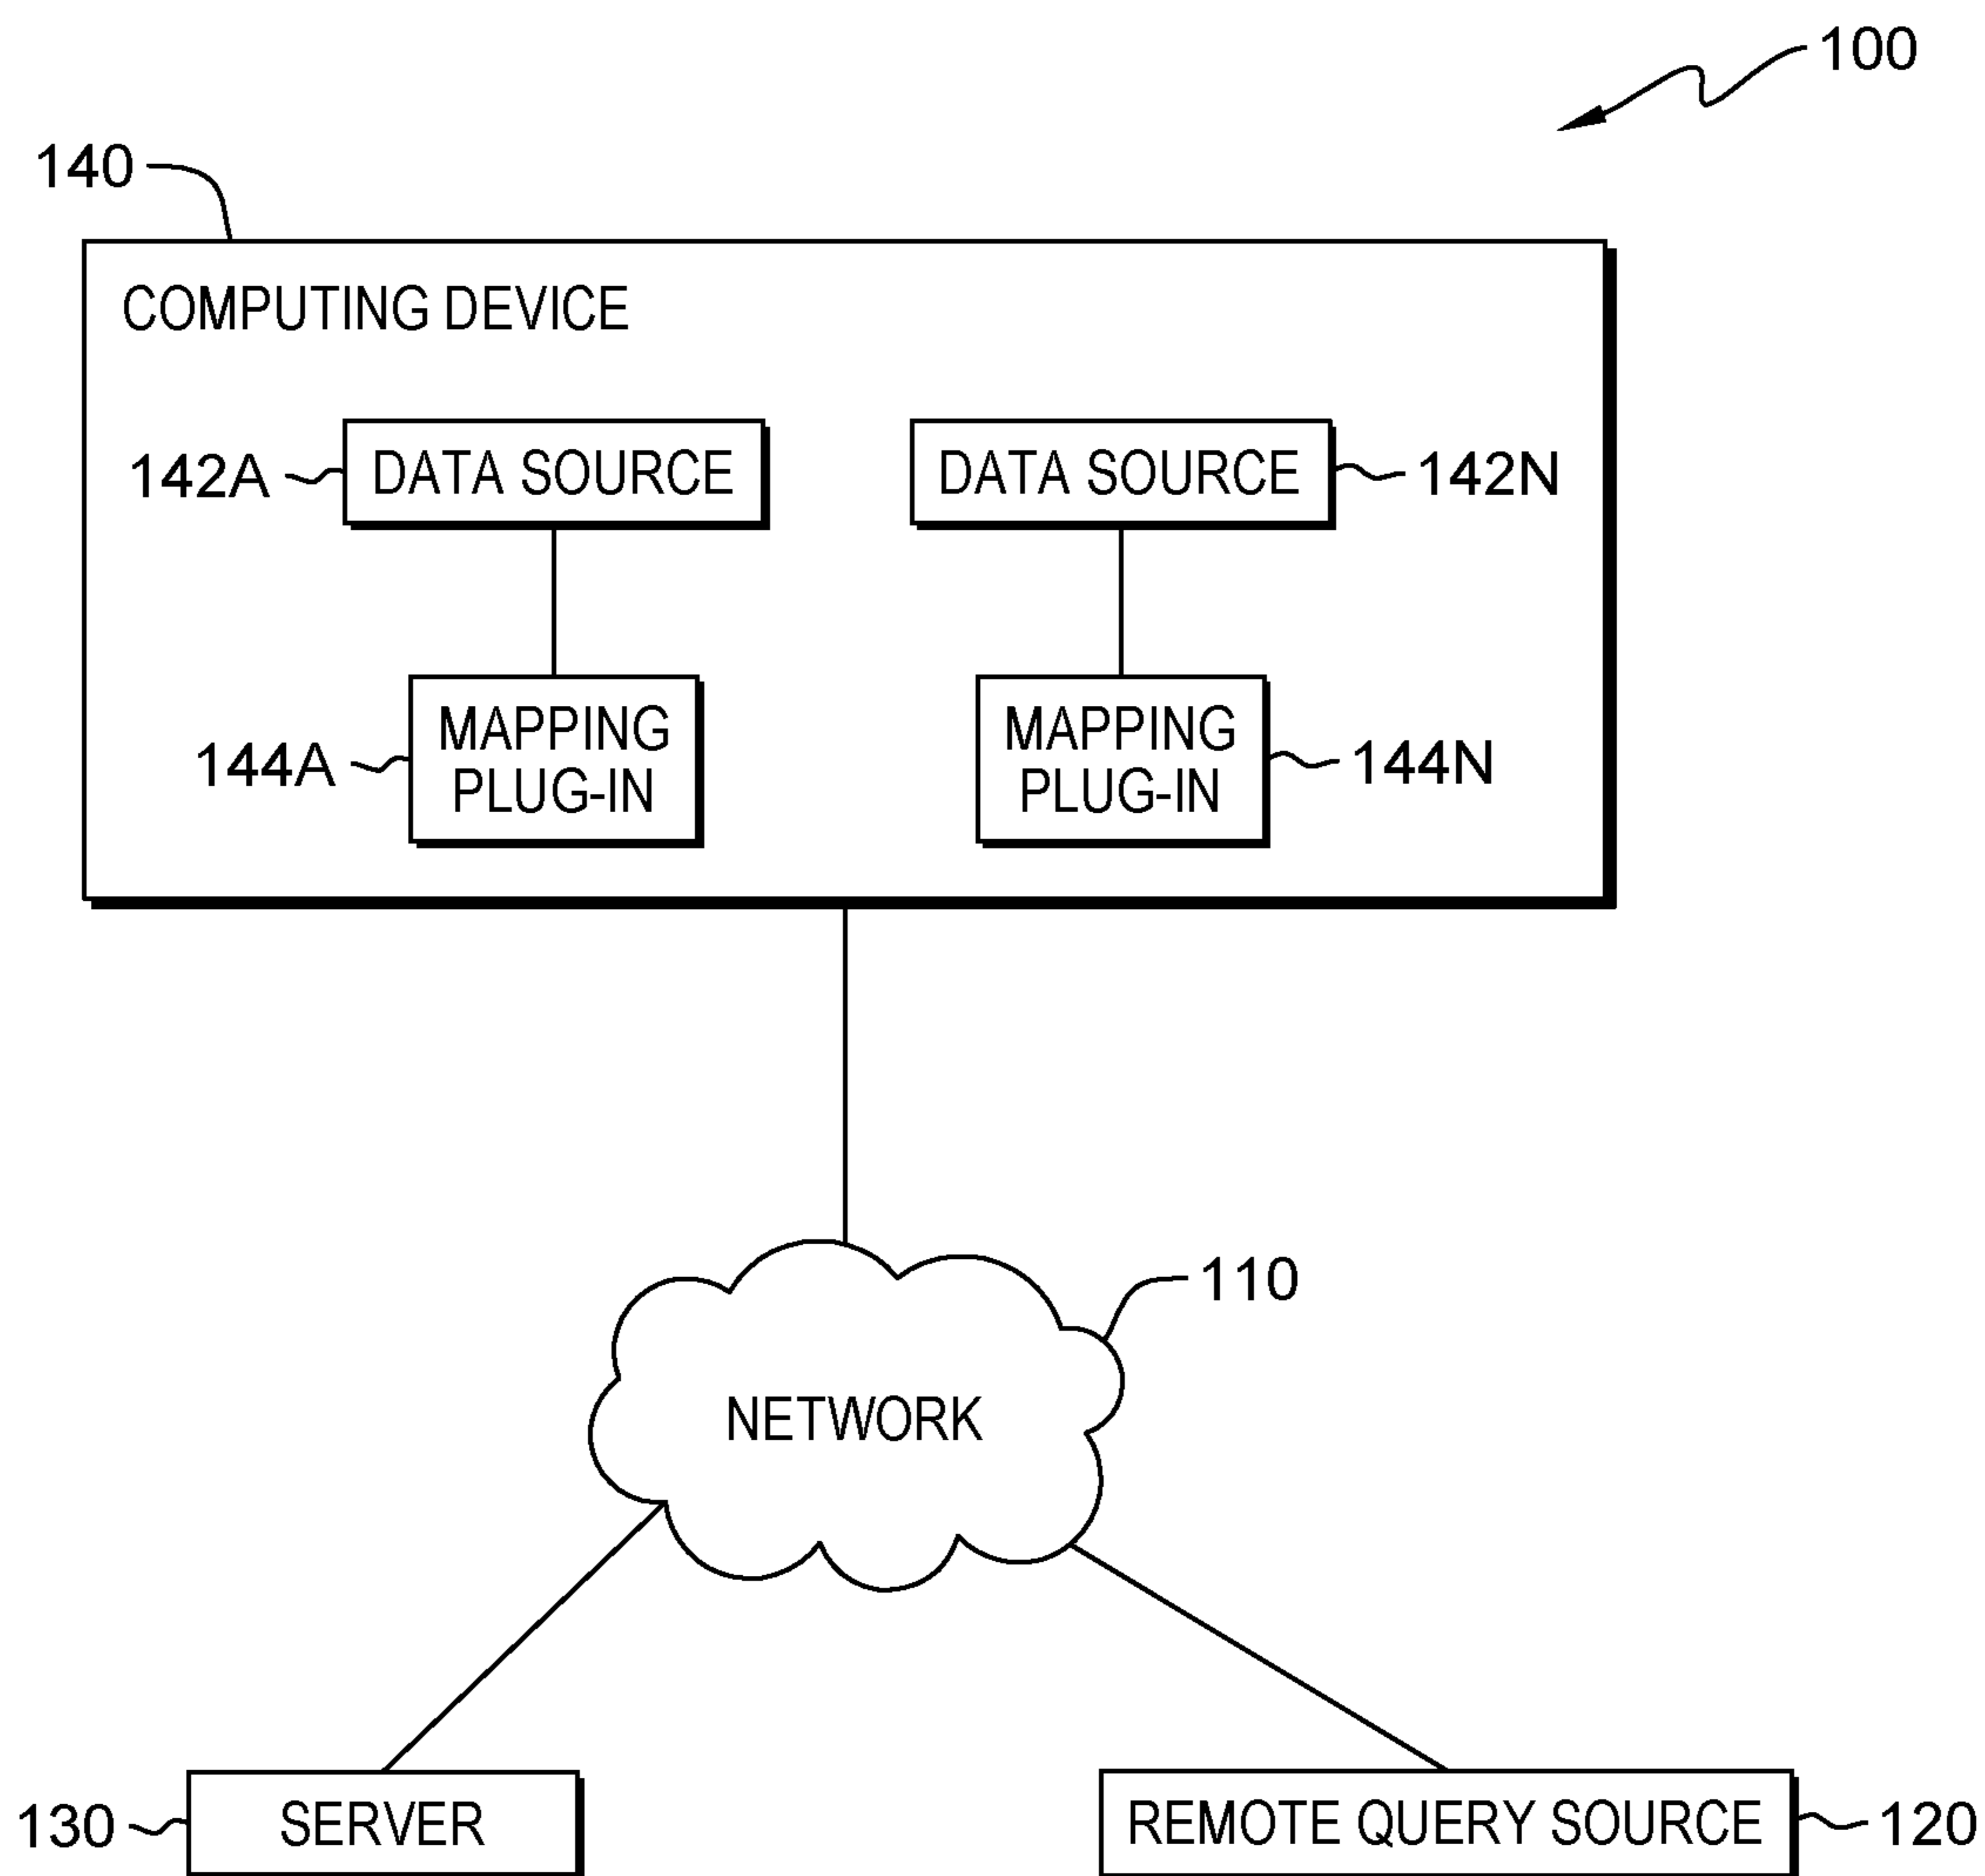 100
140
COMPUTING DEVICE
142A
DATA SOURCE
DATA SOURCE
142N
144A
MAPPING
PLUG-IN
MAPPING
PLUG-IN
144N
110
NETWORK
130
SERVER
REMOTE QUERY SOURCE
120